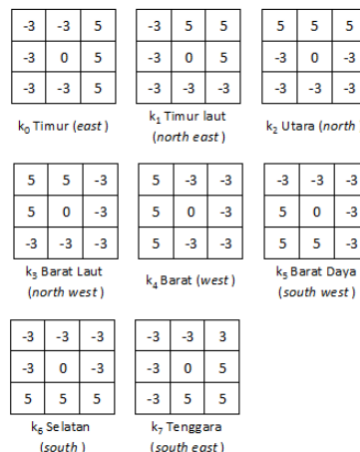 -3 -3 5 -3 5 5 5 5 5
-3 0 5 -3 0 5 -3 0 -3
-3 -3 5 -3 -3 -3 -3 -3 -3
k₀ Timur (east) k₁ Timur laut k₂ Utara (north
(north east)
5 5 -3 5 -3 -3 -3 -3 -3
5 0 -3 5 0 -3 5 0 -3
-3 -3 -3 5 -3 -3 5 5 -3
k₃ Barat Laut k₄ Barat (west) k₅ Barat Daya
(north west) (south west)
-3 -3 -3 -3 -3 3
-3 0 -3 -3 0 5
5 5 5 -3 5 5
k₆ Selatan k₇ Tenggara
(south) (south east)